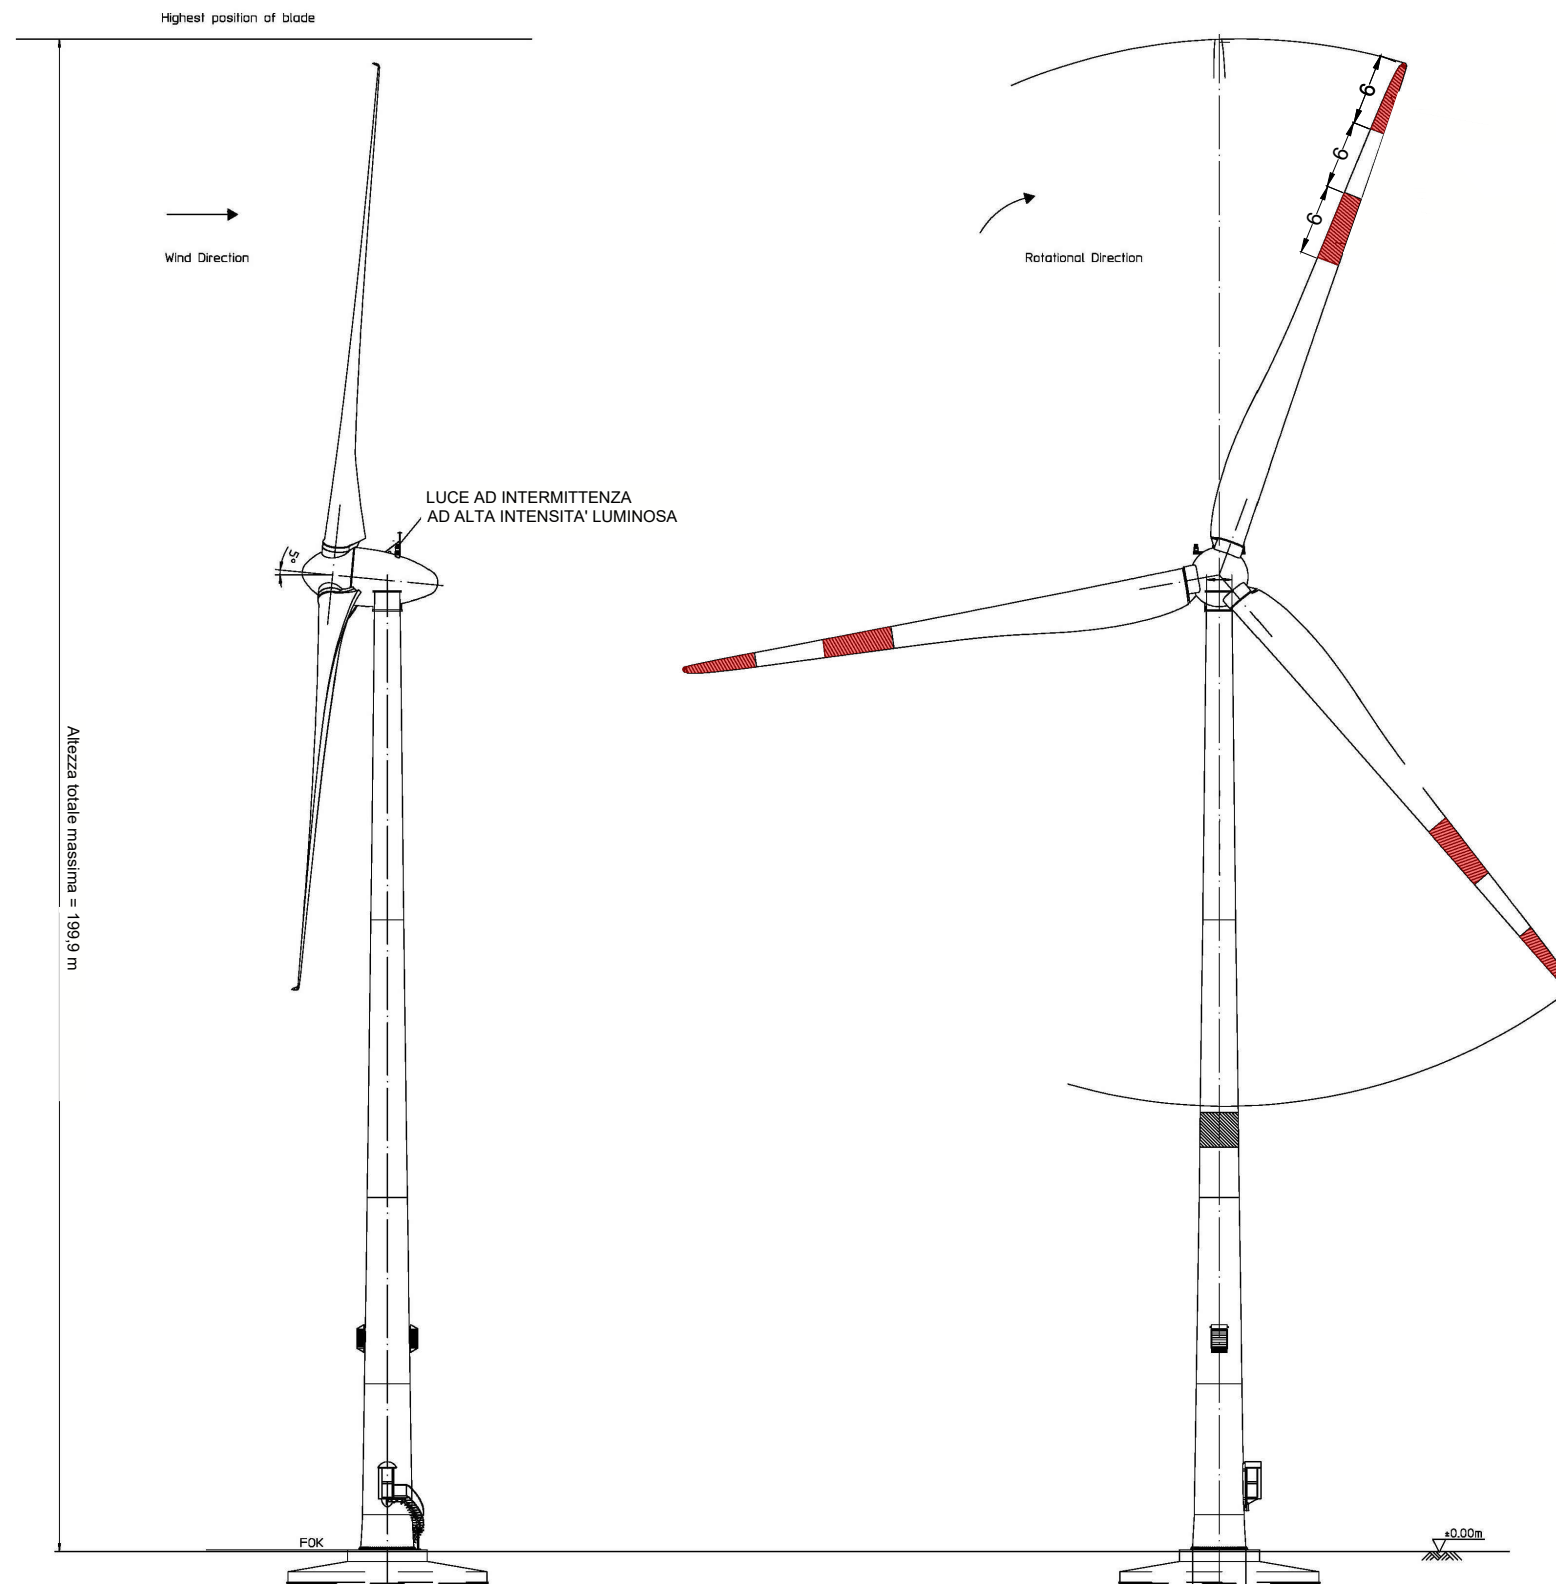 Highest position of blade
Wind Direction
Rotational Direction
6
6
6
LUCE AD INTERMITTENZA
AD ALTA INTENSITA' LUMINOSA
5°
Altezza totale massima = 199,9 m
FOK
±0.00m